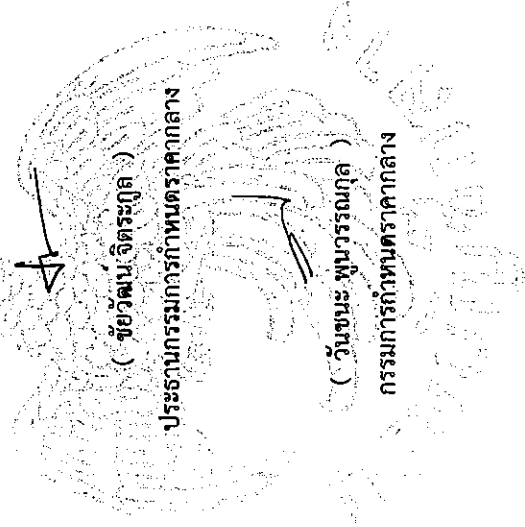 ( ชัยวัฒน์ จิตระกูล )
ประธานกรรมการกำหนดราคากลาง
( วันชนะ พูนวรรณกุล )
กรรมการกำหนดราคากลาง